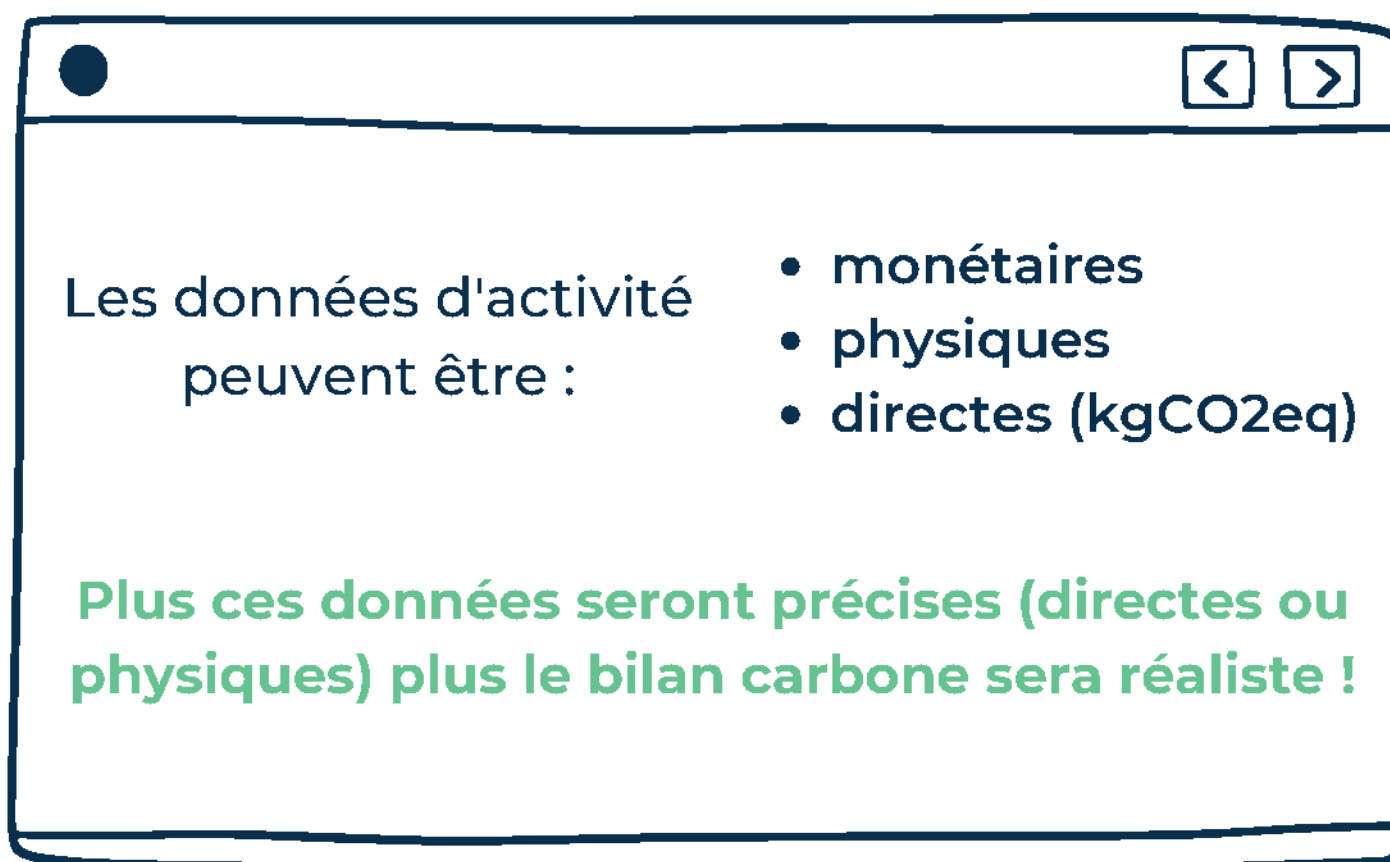 Les données d'activité
peuvent être :
• monétaires
• physiques
• directes (kgCO2eq)
Plus ces données seront précises (directes ou
physiques) plus le bilan carbone sera réaliste !